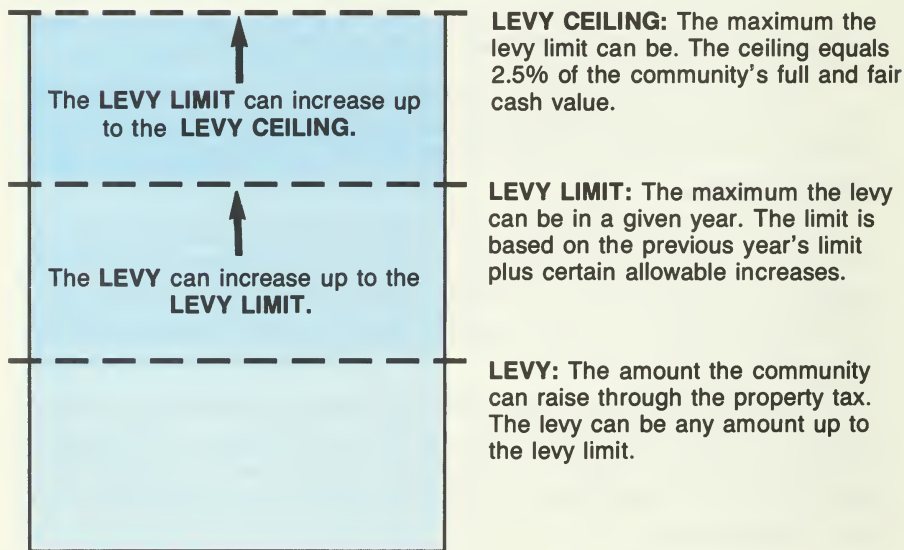 LEVY CEILING: The maximum the
levy limit can be. The ceiling equals
2.5% of the community's full and fair
cash value.
The LEVY LIMIT can increase up
to the LEVY CEILING.
LEVY LIMIT: The maximum the levy
can be in a given year. The limit is
based on the previous year's limit
plus certain allowable increases.
The LEVY can increase up to the
LEVY LIMIT.
LEVY: The amount the community
can raise through the property tax.
The levy can be any amount up to
the levy limit.